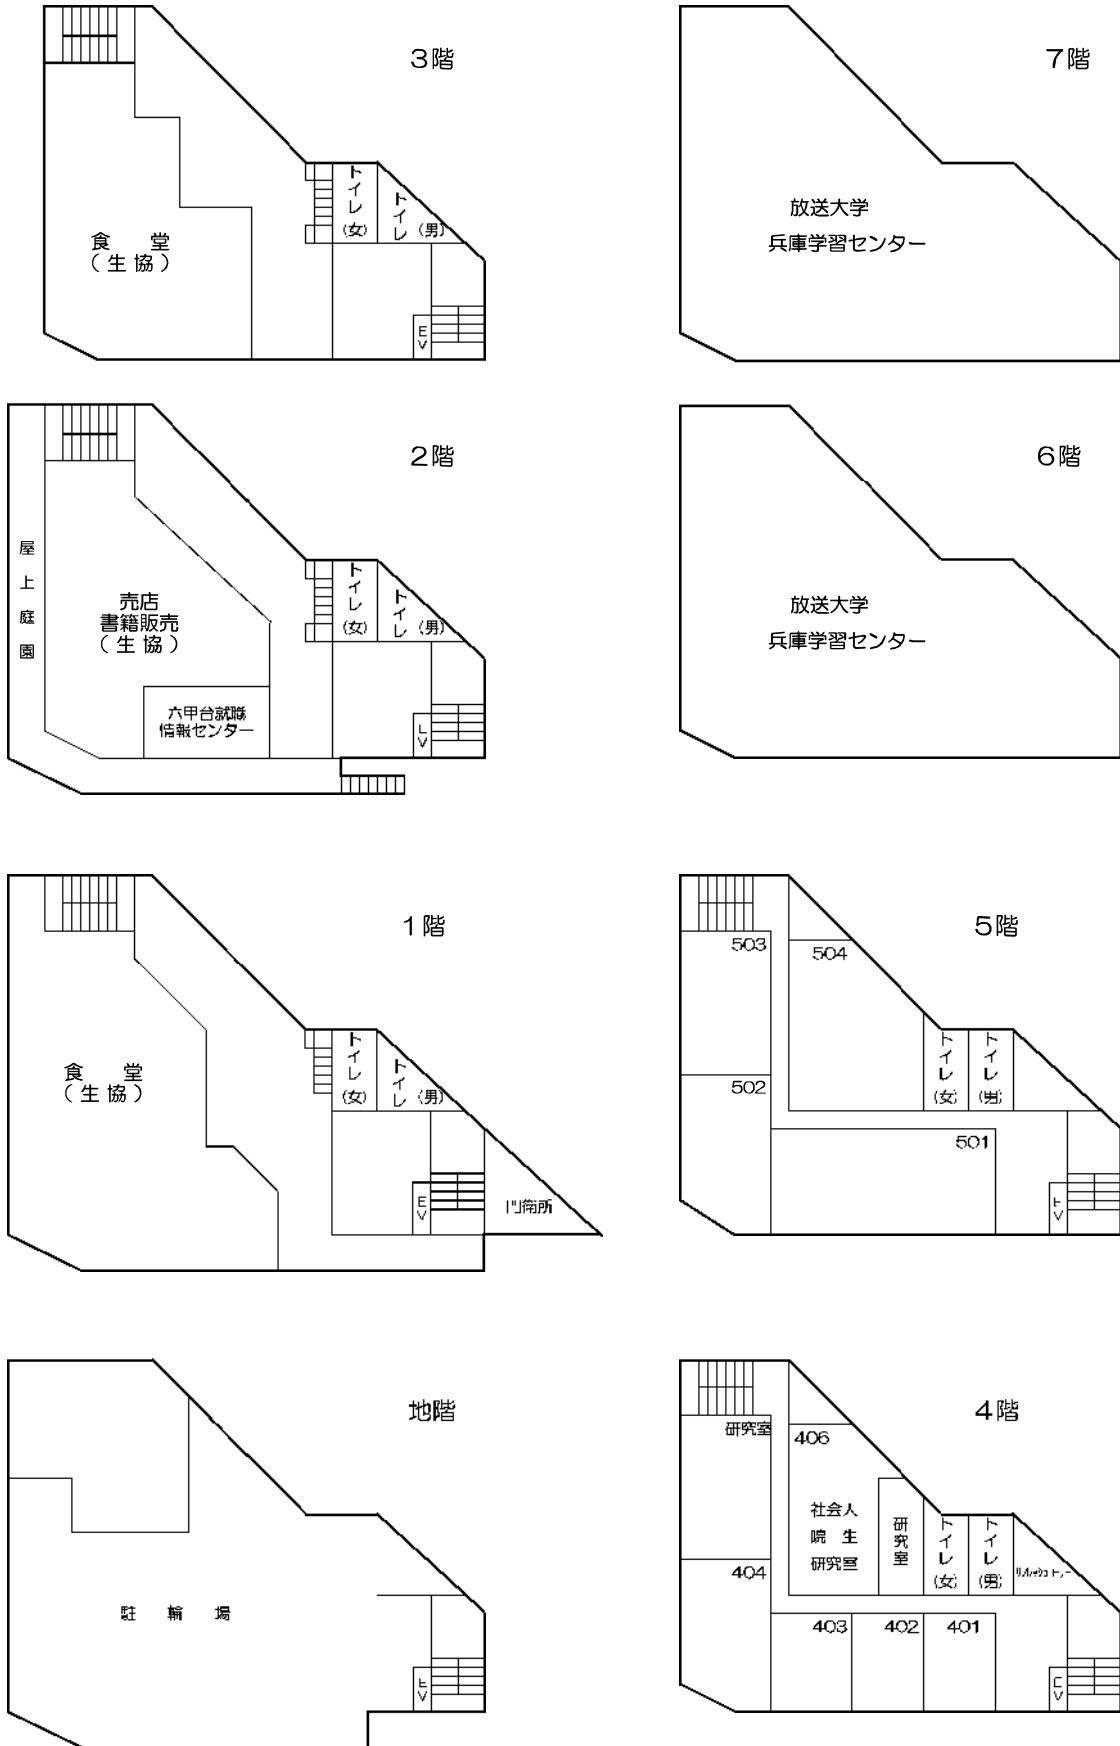 3階
食堂
(生協)
トイレ(女)
トイレ(男)
EV
7階
放送大学
兵庫学習センター
2階
屋上庭園
売店
書籍販売
(生協)
六甲台就職
情報センター
トイレ(女)
トイレ(男)
6階
放送大学
兵庫学習センター
1階
食堂
(生協)
トイレ(女)
トイレ(男)
EV
門衛所
5階
503
504
502
501
トイレ(女)
トイレ(男)
地階
駐輪場
4階
研究室
406
社会人
院生
研究室
研究室
トイレ(女)
トイレ(男)
404
403
402
401